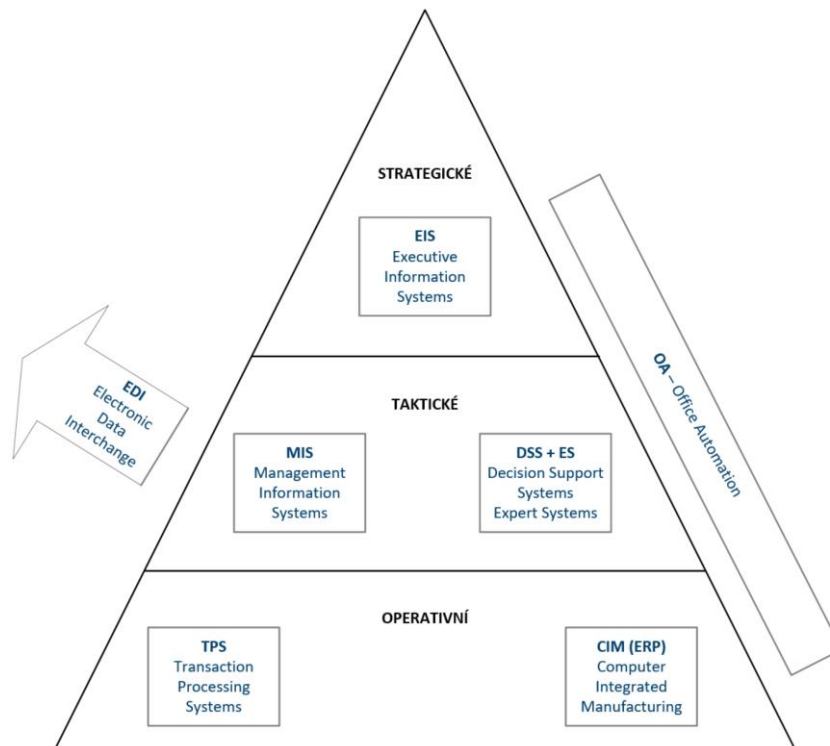 STRATEGICKÉ
EIS
Executive
Information
Systems
EDI
Electronic
Data
Interchange
OA – Office Automation
TAKTICKÉ
MIS
Management
Information
Systems
DSS + ES
Decision Support
Systems
Expert Systems
OPERATIVNÍ
TPS
Transaction
Processing
Systems
CIM (ERP)
Computer
Integrated
Manufacturing